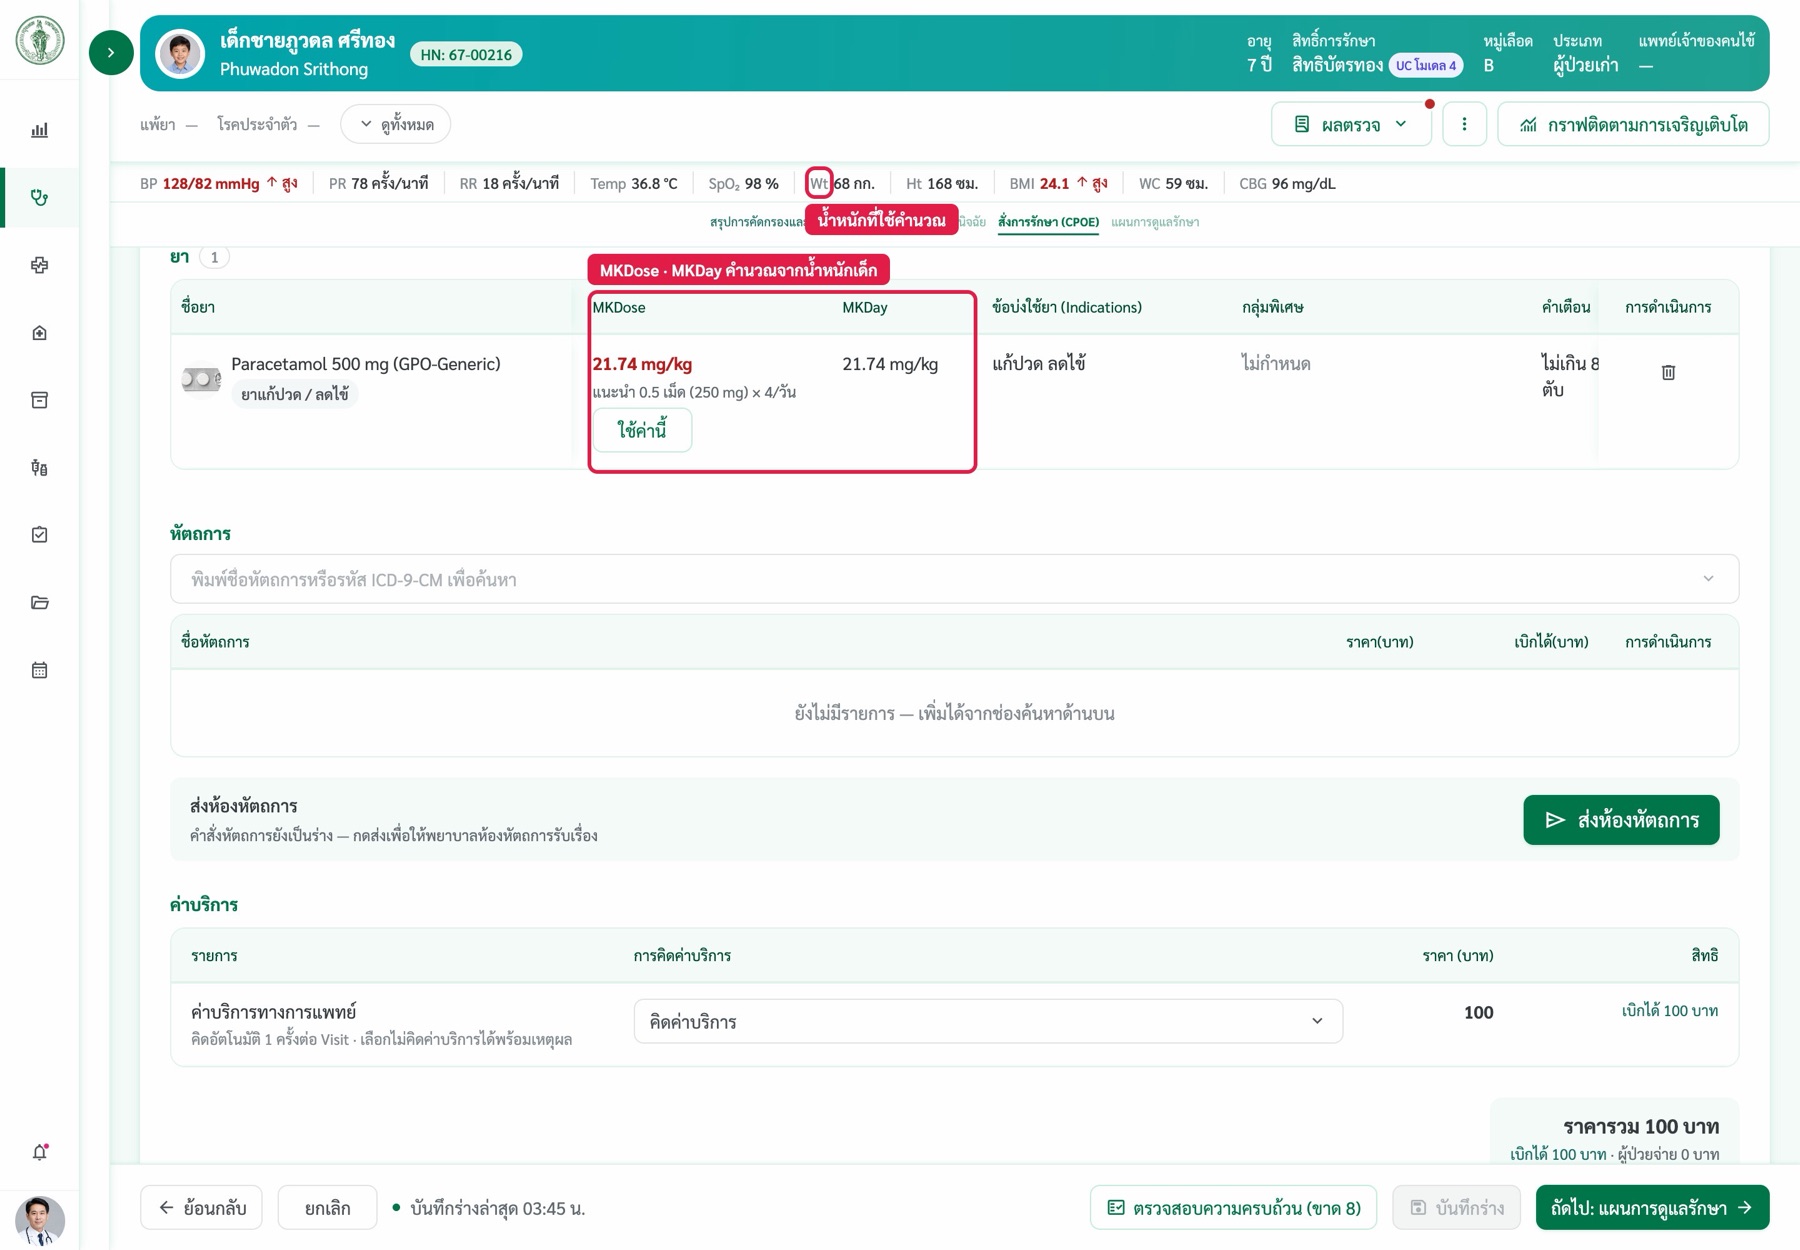 เด็กชายภูวดล ศรีทอง
Phuwadon Srithong
HN: 67-00216
อายุ
7 ปี
สิทธิ์การรักษา
สิทธิบัตรทอง UC โมเดล 4
หมู่เลือด
B
ประเภท
ผู้ป่วยเก่า
แพทย์เจ้าของคนไข้
—
แพ้ยา — โรคประจำตัว — ดูทั้งหมด
ผลตรวจ
กราฟติดตามการเจริญเติบโต
BP 128/82 mmHg ↑ สูง PR 78 ครั้ง/นาที RR 18 ครั้ง/นาที Temp 36.8 °C SpO₂ 98 % Wt 68 กก. Ht 168 ซม. BMI 24.1 ↑ สูง WC 59 ซม. CBG 96 mg/dL
สรุปการคัดกรองและ น้ำหนักที่ใช้คำนวณ นิจฉัย สั่งการรักษา (CPOE) แผนการดูแลรักษา
ยา 1
MKDose · MKDay คำนวณจากน้ำหนักเด็ก
ชื่อยา MKDose MKDay ข้อบ่งใช้ยา (Indications) กลุ่มพิเศษ คำเตือน การดำเนินการ
Paracetamol 500 mg (GPO-Generic)
ยาแก้ปวด / ลดไข้
21.74 mg/kg
แนะนำ 0.5 เม็ด (250 mg) × 4/วัน
ใช้ค่านี้
21.74 mg/kg
แก้ปวด ลดไข้
ไม่กำหนด
ไม่เกิน 8
ตับ
หัตถการ
พิมพ์ชื่อหัตถการหรือรหัส ICD-9-CM เพื่อค้นหา
ชื่อหัตถการ ราคา(บาท) เบิกได้(บาท) การดำเนินการ
ยังไม่มีรายการ — เพิ่มได้จากช่องค้นหาด้านบน
ส่งห้องหัตถการ
คำสั่งหัตถการยังเป็นร่าง — กดส่งเพื่อให้พยาบาลห้องหัตถการรับเรื่อง
ส่งห้องหัตถการ
ค่าบริการ
รายการ การคิดค่าบริการ ราคา (บาท) สิทธิ
ค่าบริการทางการแพทย์
คิดอัตโนมัติ 1 ครั้งต่อ Visit · เลือกไม่คิดค่าบริการได้พร้อมเหตุผล
คิดค่าบริการ
100
เบิกได้ 100 บาท
ราคารวม 100 บาท
เบิกได้ 100 บาท · ผู้ป่วยจ่าย 0 บาท
ย้อนกลับ
ยกเลิก
บันทึกร่างล่าสุด 03:45 น.
ตรวจสอบความครบถ้วน (ขาด 8)
บันทึกร่าง
ถัดไป: แผนการดูแลรักษา